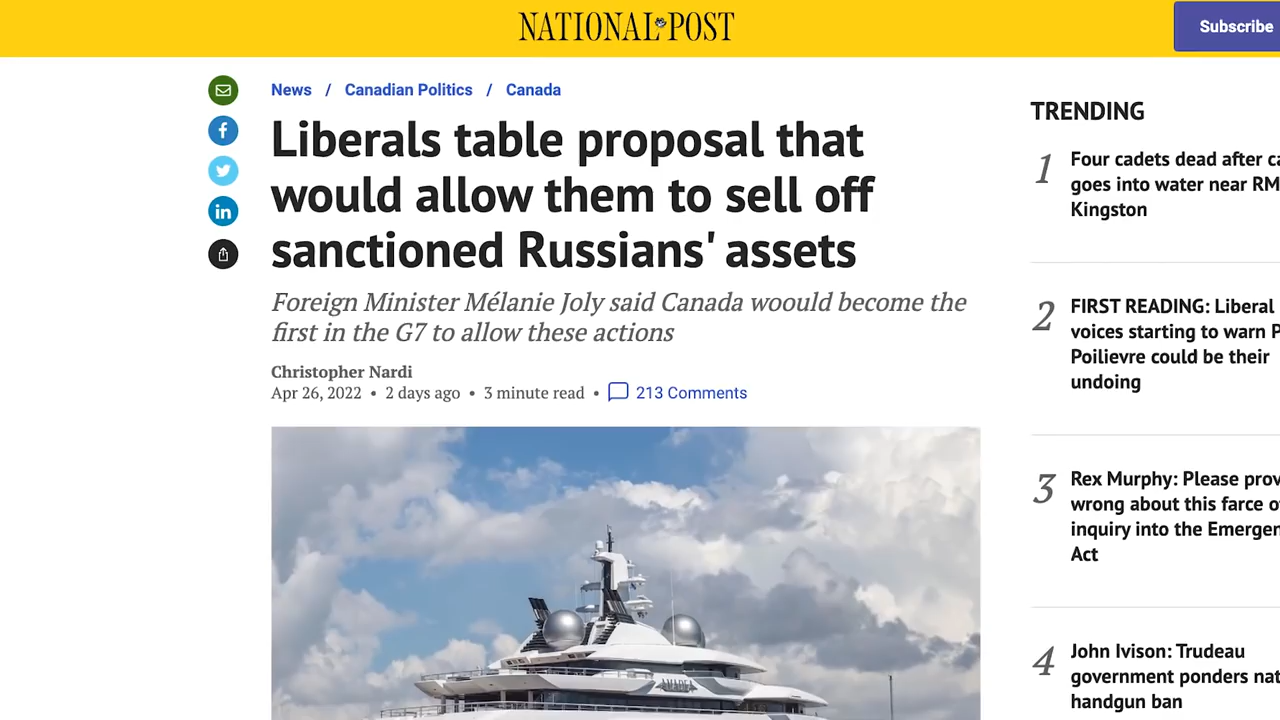 NATIONAL POST
Subscribe
News / Canadian Politics / Canada
Liberals table proposal that
would allow them to sell off
sanctioned Russians' assets
Foreign Minister Mélanie Joly said Canada woould become the
first in the G7 to allow these actions
Christopher Nardi
Apr 26, 2022 • 2 days ago • 3 minute read • 213 Comments
AMADEA
TRENDING
1 Four cadets dead after ca
goes into water near RM
Kingston
2 FIRST READING: Liberal
voices starting to warn P
Poilievre could be their
undoing
3 Rex Murphy: Please prov
wrong about this farce o
inquiry into the Emergen
Act
4 John Ivison: Trudeau
government ponders nat
handgun ban